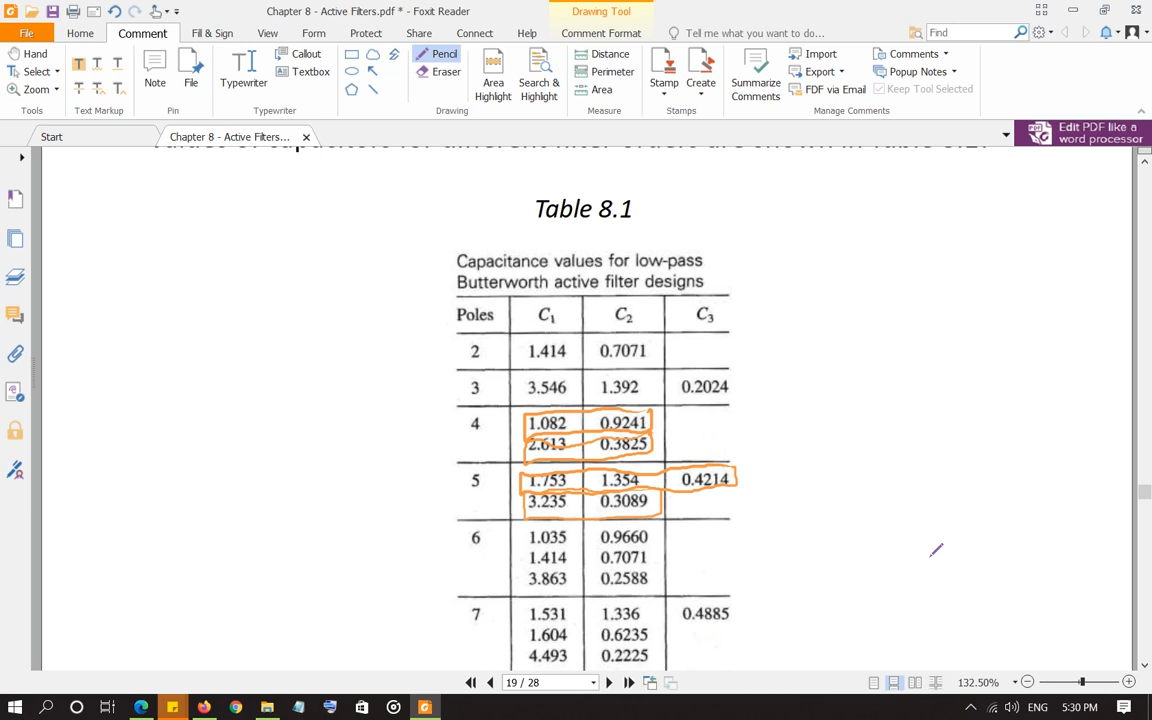 Chapter 8 - Active Filters.pdf * - Foxit Reader
Drawing Tool
File Home Comment Fill & Sign View Form Protect Share Connect Help Comment Format Tell me what you want to do... Find
Hand
Select
Zoom
Tools
Text Markup
Note
File
Pin
Typewriter
Callout
Textbox
Typewriter
Pencil
Eraser
Drawing
Area Highlight
Search & Highlight
Distance
Perimeter
Area
Measure
Stamp
Create
Stamps
Summarize Comments
Import
Export
FDF via Email
Comments
Popup Notes
Keep Tool Selected
Manage Comments
Start
Chapter 8 - Active Filters...
Edit PDF like a
word processor
Table 8.1
Capacitance values for low-pass
Butterworth active filter designs
Poles C1 C2 C3
2 1.414 0.7071
3 3.546 1.392 0.2024
4 1.082 0.9241
2.613 0.3825
5 1.753 1.354 0.4214
3.235 0.3089
6 1.035 0.9660
1.414 0.7071
3.863 0.2588
7 1.531 1.336 0.4885
1.604 0.6235
4.493 0.2225
19 / 28
132.50%
ENG 5:30 PM